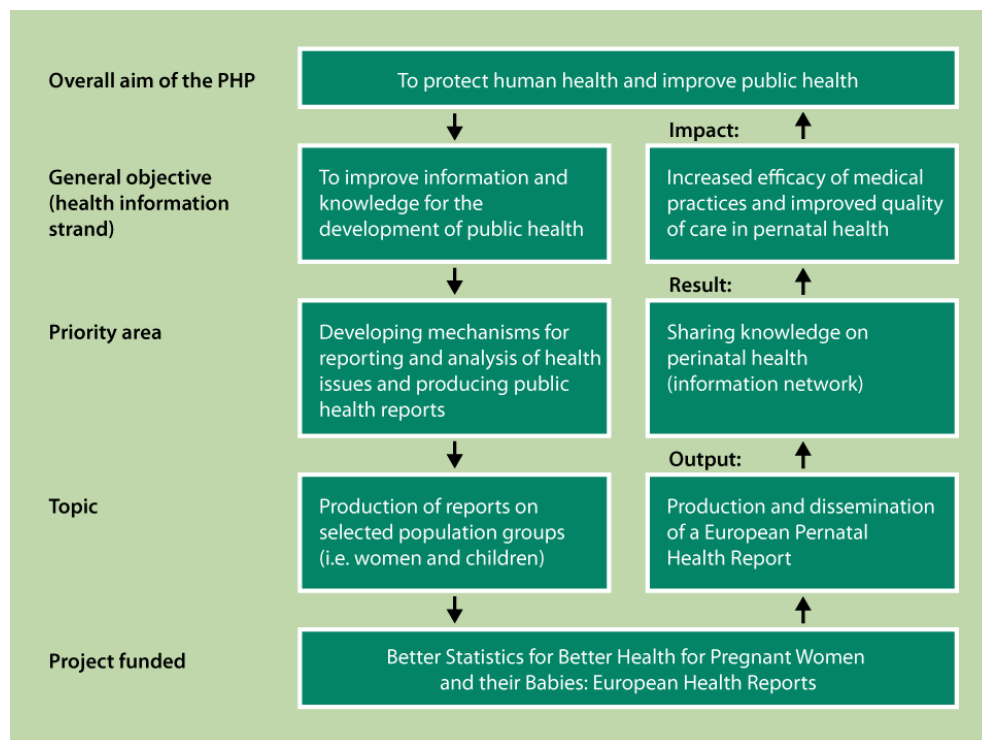 Overall aim of the PHP
To protect human health and improve public health
Impact:
General objective
(health information
strand)
To improve information and
knowledge for the
development of public health
Increased efficacy of medical
practices and improved quality
of care in pernatal health
Result:
Priority area
Developing mechanisms for
reporting and analysis of health
issues and producing public
health reports
Sharing knowledge on
perinatal health
(information network)
Output:
Topic
Production of reports on
selected population groups
(i.e. women and children)
Production and dissemination
of a European Pernatal
Health Report
Project funded
Better Statistics for Better Health for Pregnant Women
and their Babies: European Health Reports